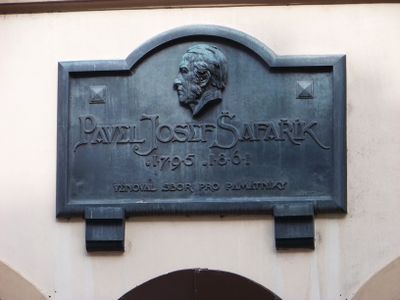 PAVEL JOSEF ŠAFAŘÍK
.1795. .1861
VĚNOVAL SBOR PRO PAMÁTNÍKY